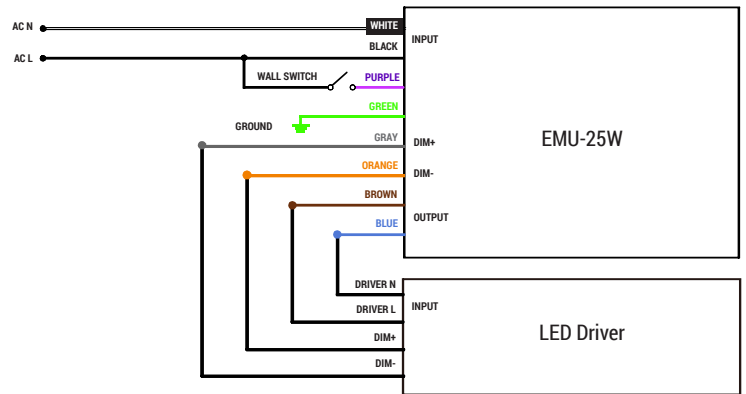 AC N
WHITE
INPUT
BLACK
AC L
WALL SWITCH
PURPLE
GREEN
GROUND
GRAY
DIM+
EMU-25W
ORANGE
DIM-
BROWN
OUTPUT
BLUE
DRIVER N
INPUT
DRIVER L
LED Driver
DIM+
DIM-